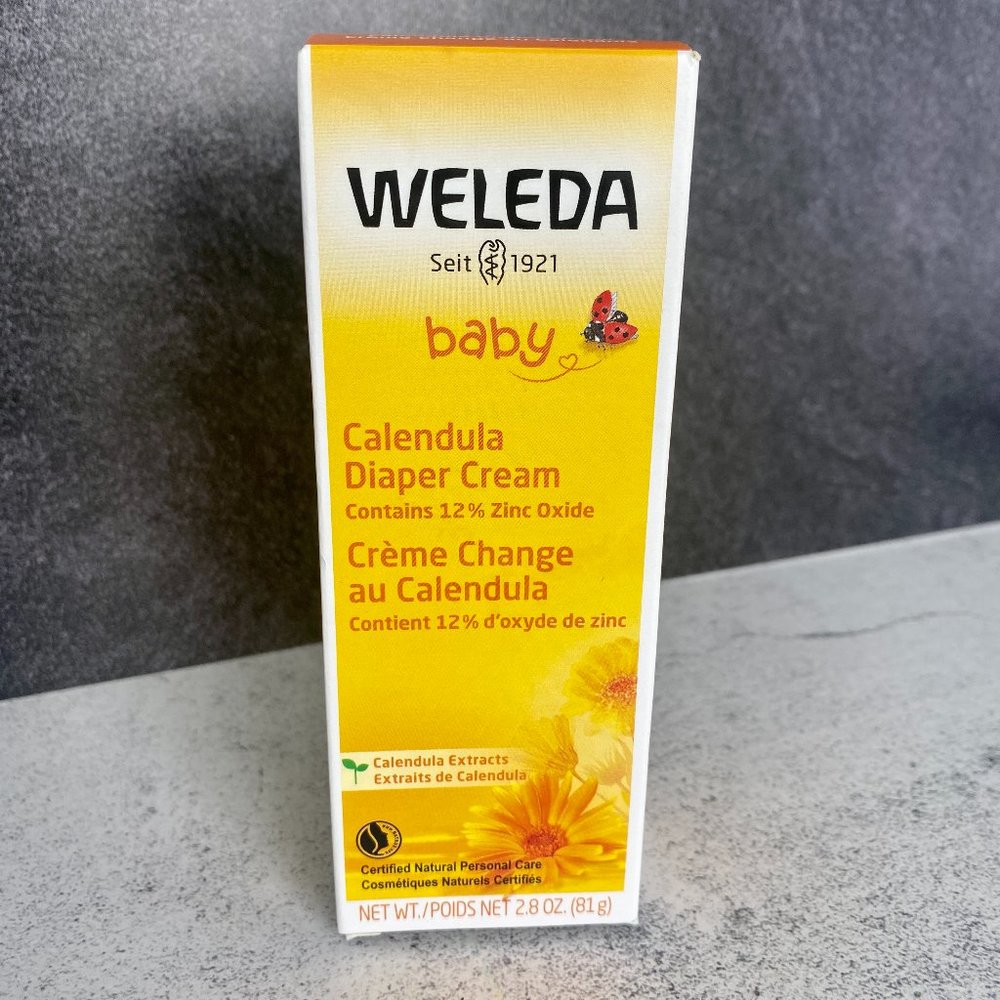 WELEDA
Seit 1921
baby
Calendula
Diaper Cream
Contains 12% Zinc Oxide
Crème Change
au Calendula
Contient 12% d'oxyde de zinc
Calendula Extracts
Extraits de Calendula
Certified Natural Personal Care
Cosmétiques Naturels Certifiés
NET WT./POIDS NET 2.8 OZ. (81g)